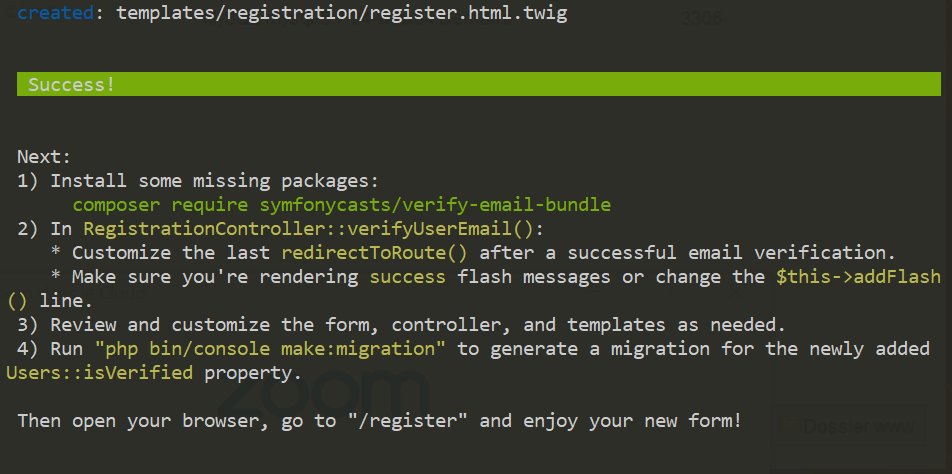 created: templates/registration/register.html.twig
3306
Success!
Next:
1) Install some missing packages:
composer require symfonycasts/verify-email-bundle
2) In RegistrationController::verifyUserEmail():
* Customize the last redirectToRoute() after a successful email verification.
* Make sure you're rendering success flash messages or change the $this->addFlash
() line.
3) Review and customize the form, controller, and templates as needed.
4) Run "php bin/console make:migration" to generate a migration for the newly added
Users::isVerified property.
zoom
Then open your browser, go to "/register" and enjoy your new form!
Dossier www